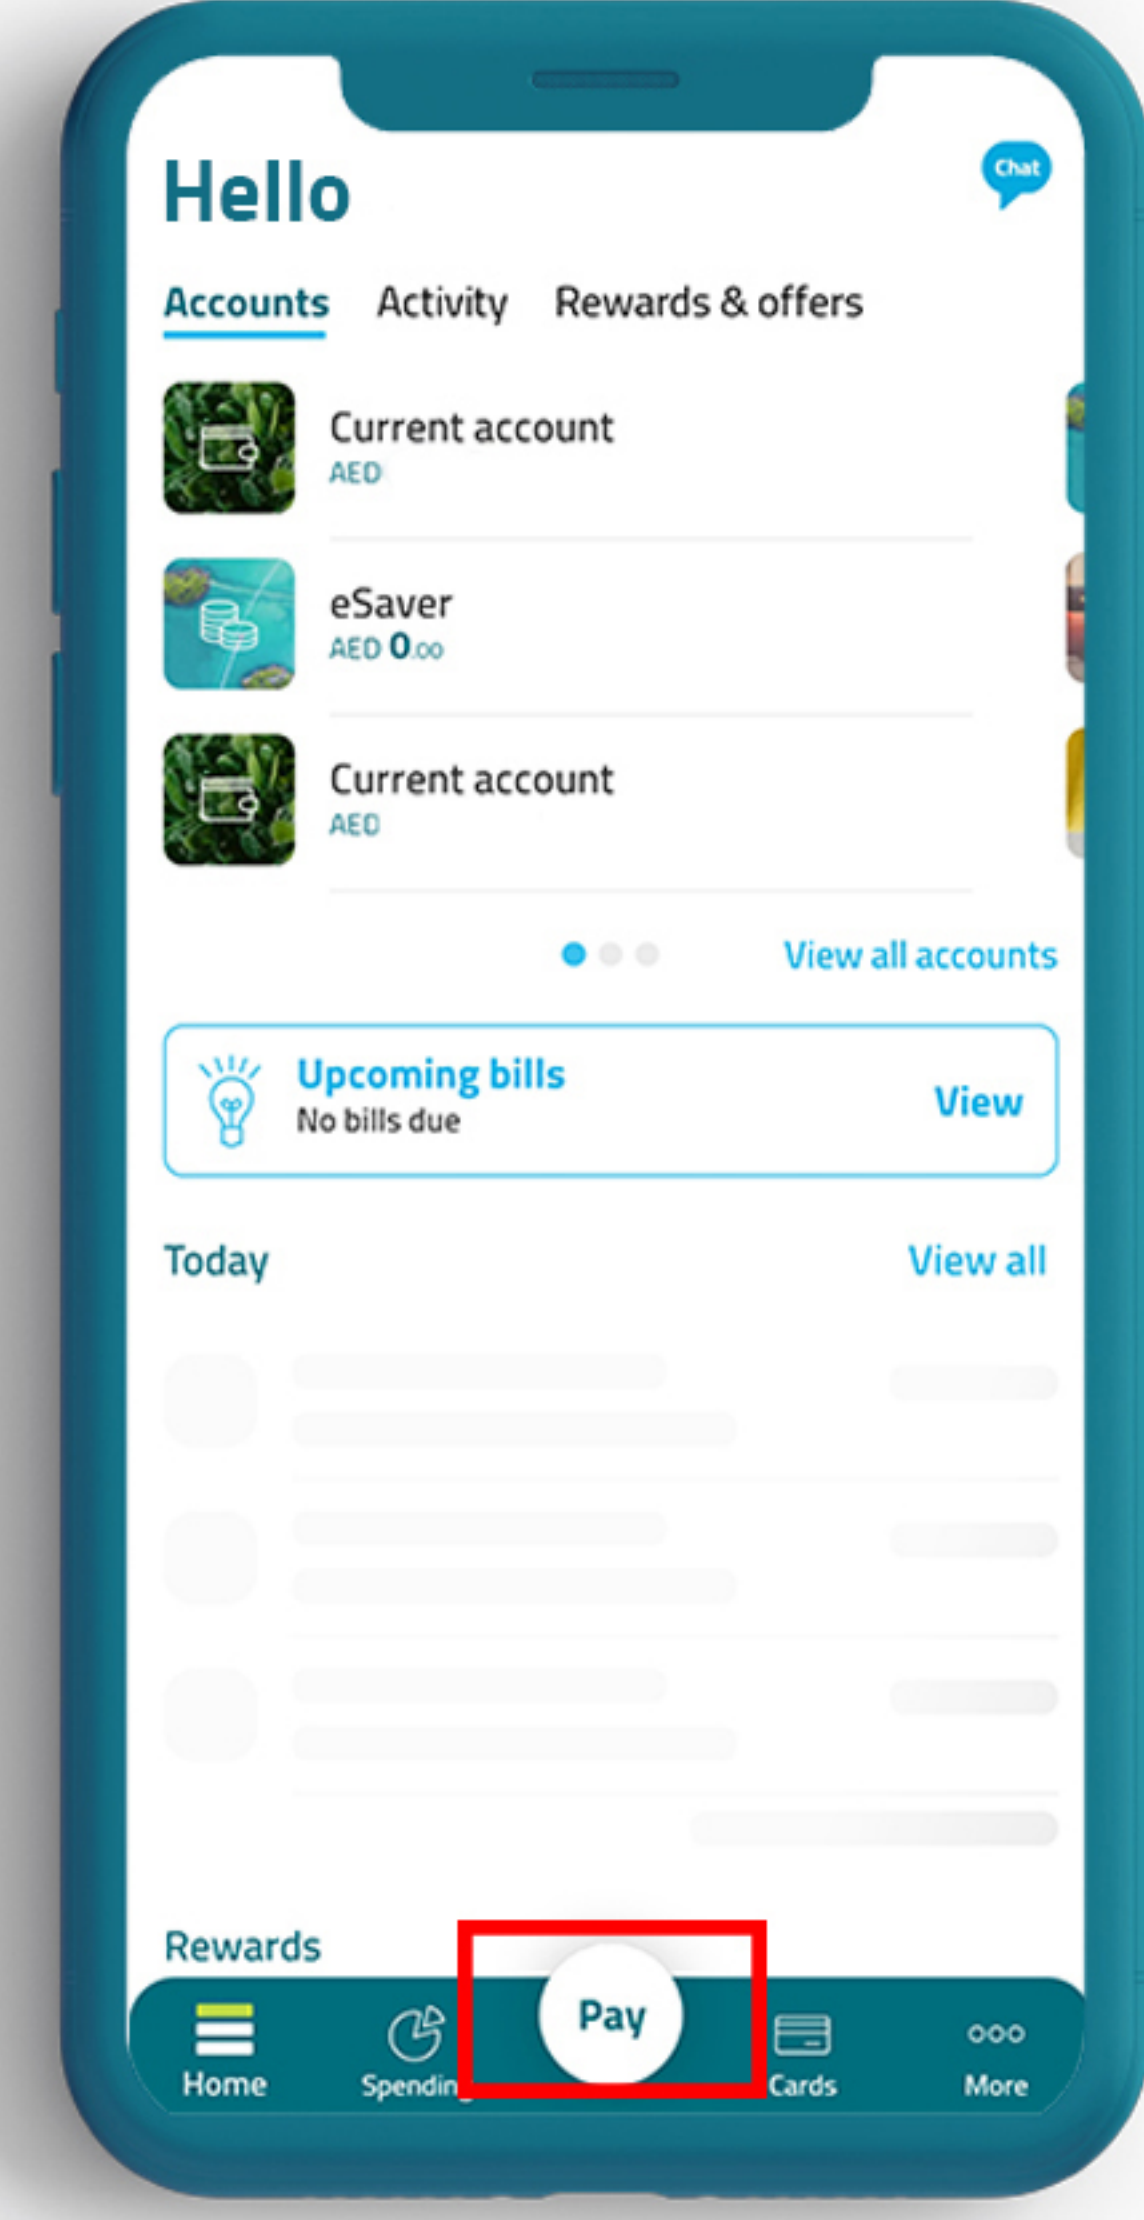 Hello
Chat
Accounts Activity Rewards & offers
Current account
AED
eSaver
AED 0.00
Current account
AED
View all accounts
Upcoming bills
No bills due
View
Today View all
Rewards
Pay
Home Spending Cards More